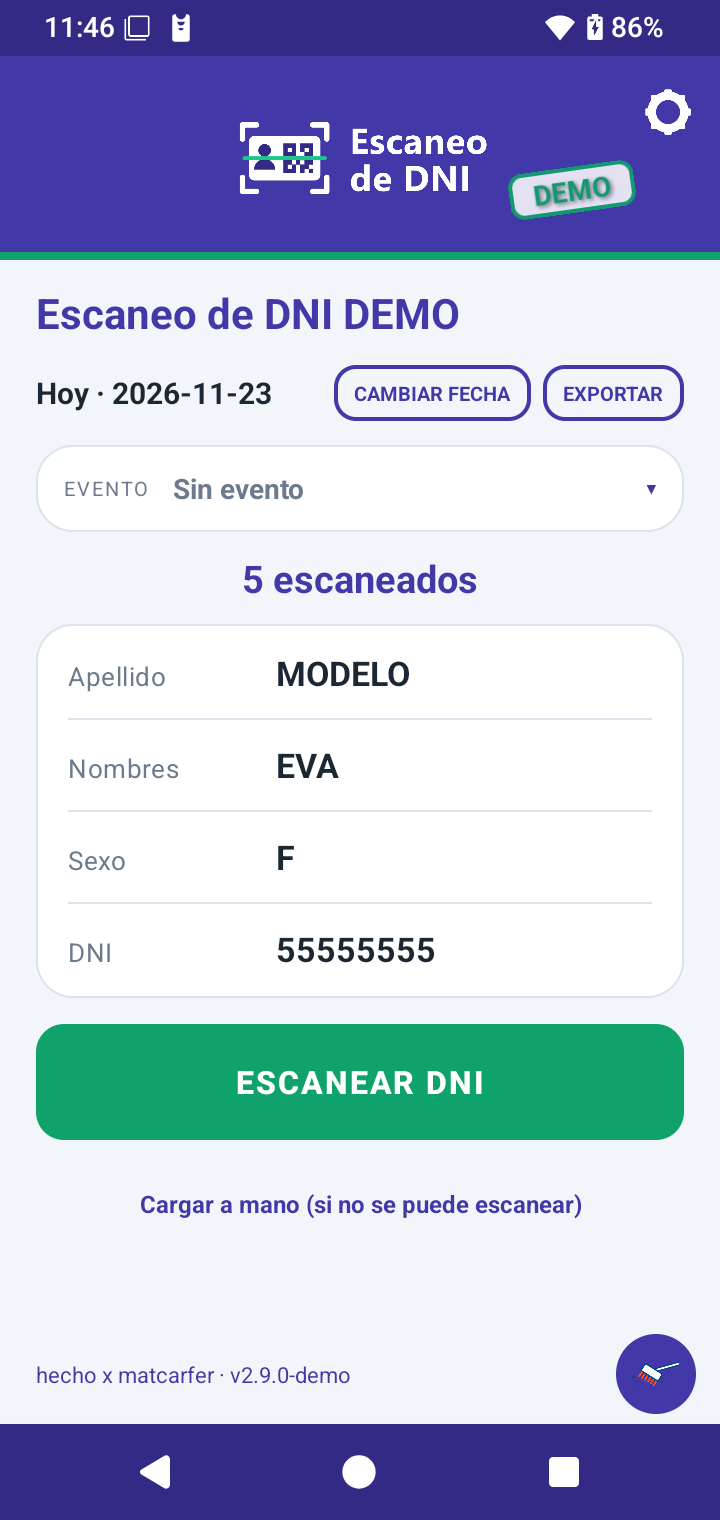 11:46 86%
Escaneo
de DNI
DEMO
Escaneo de DNI DEMO
Hoy · 2026-11-23 CAMBIAR FECHA EXPORTAR
EVENTO Sin evento ▼
5 escaneados
Apellido MODELO
Nombres EVA
Sexo F
DNI 55555555
ESCANEAR DNI
Cargar a mano (si no se puede escanear)
hecho x matcarfer · v2.9.0-demo